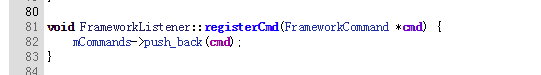 80
81 void FrameworkListener::registerCmd(FrameworkCommand *cmd) {
82     mCommands->push_back(cmd);
83 }